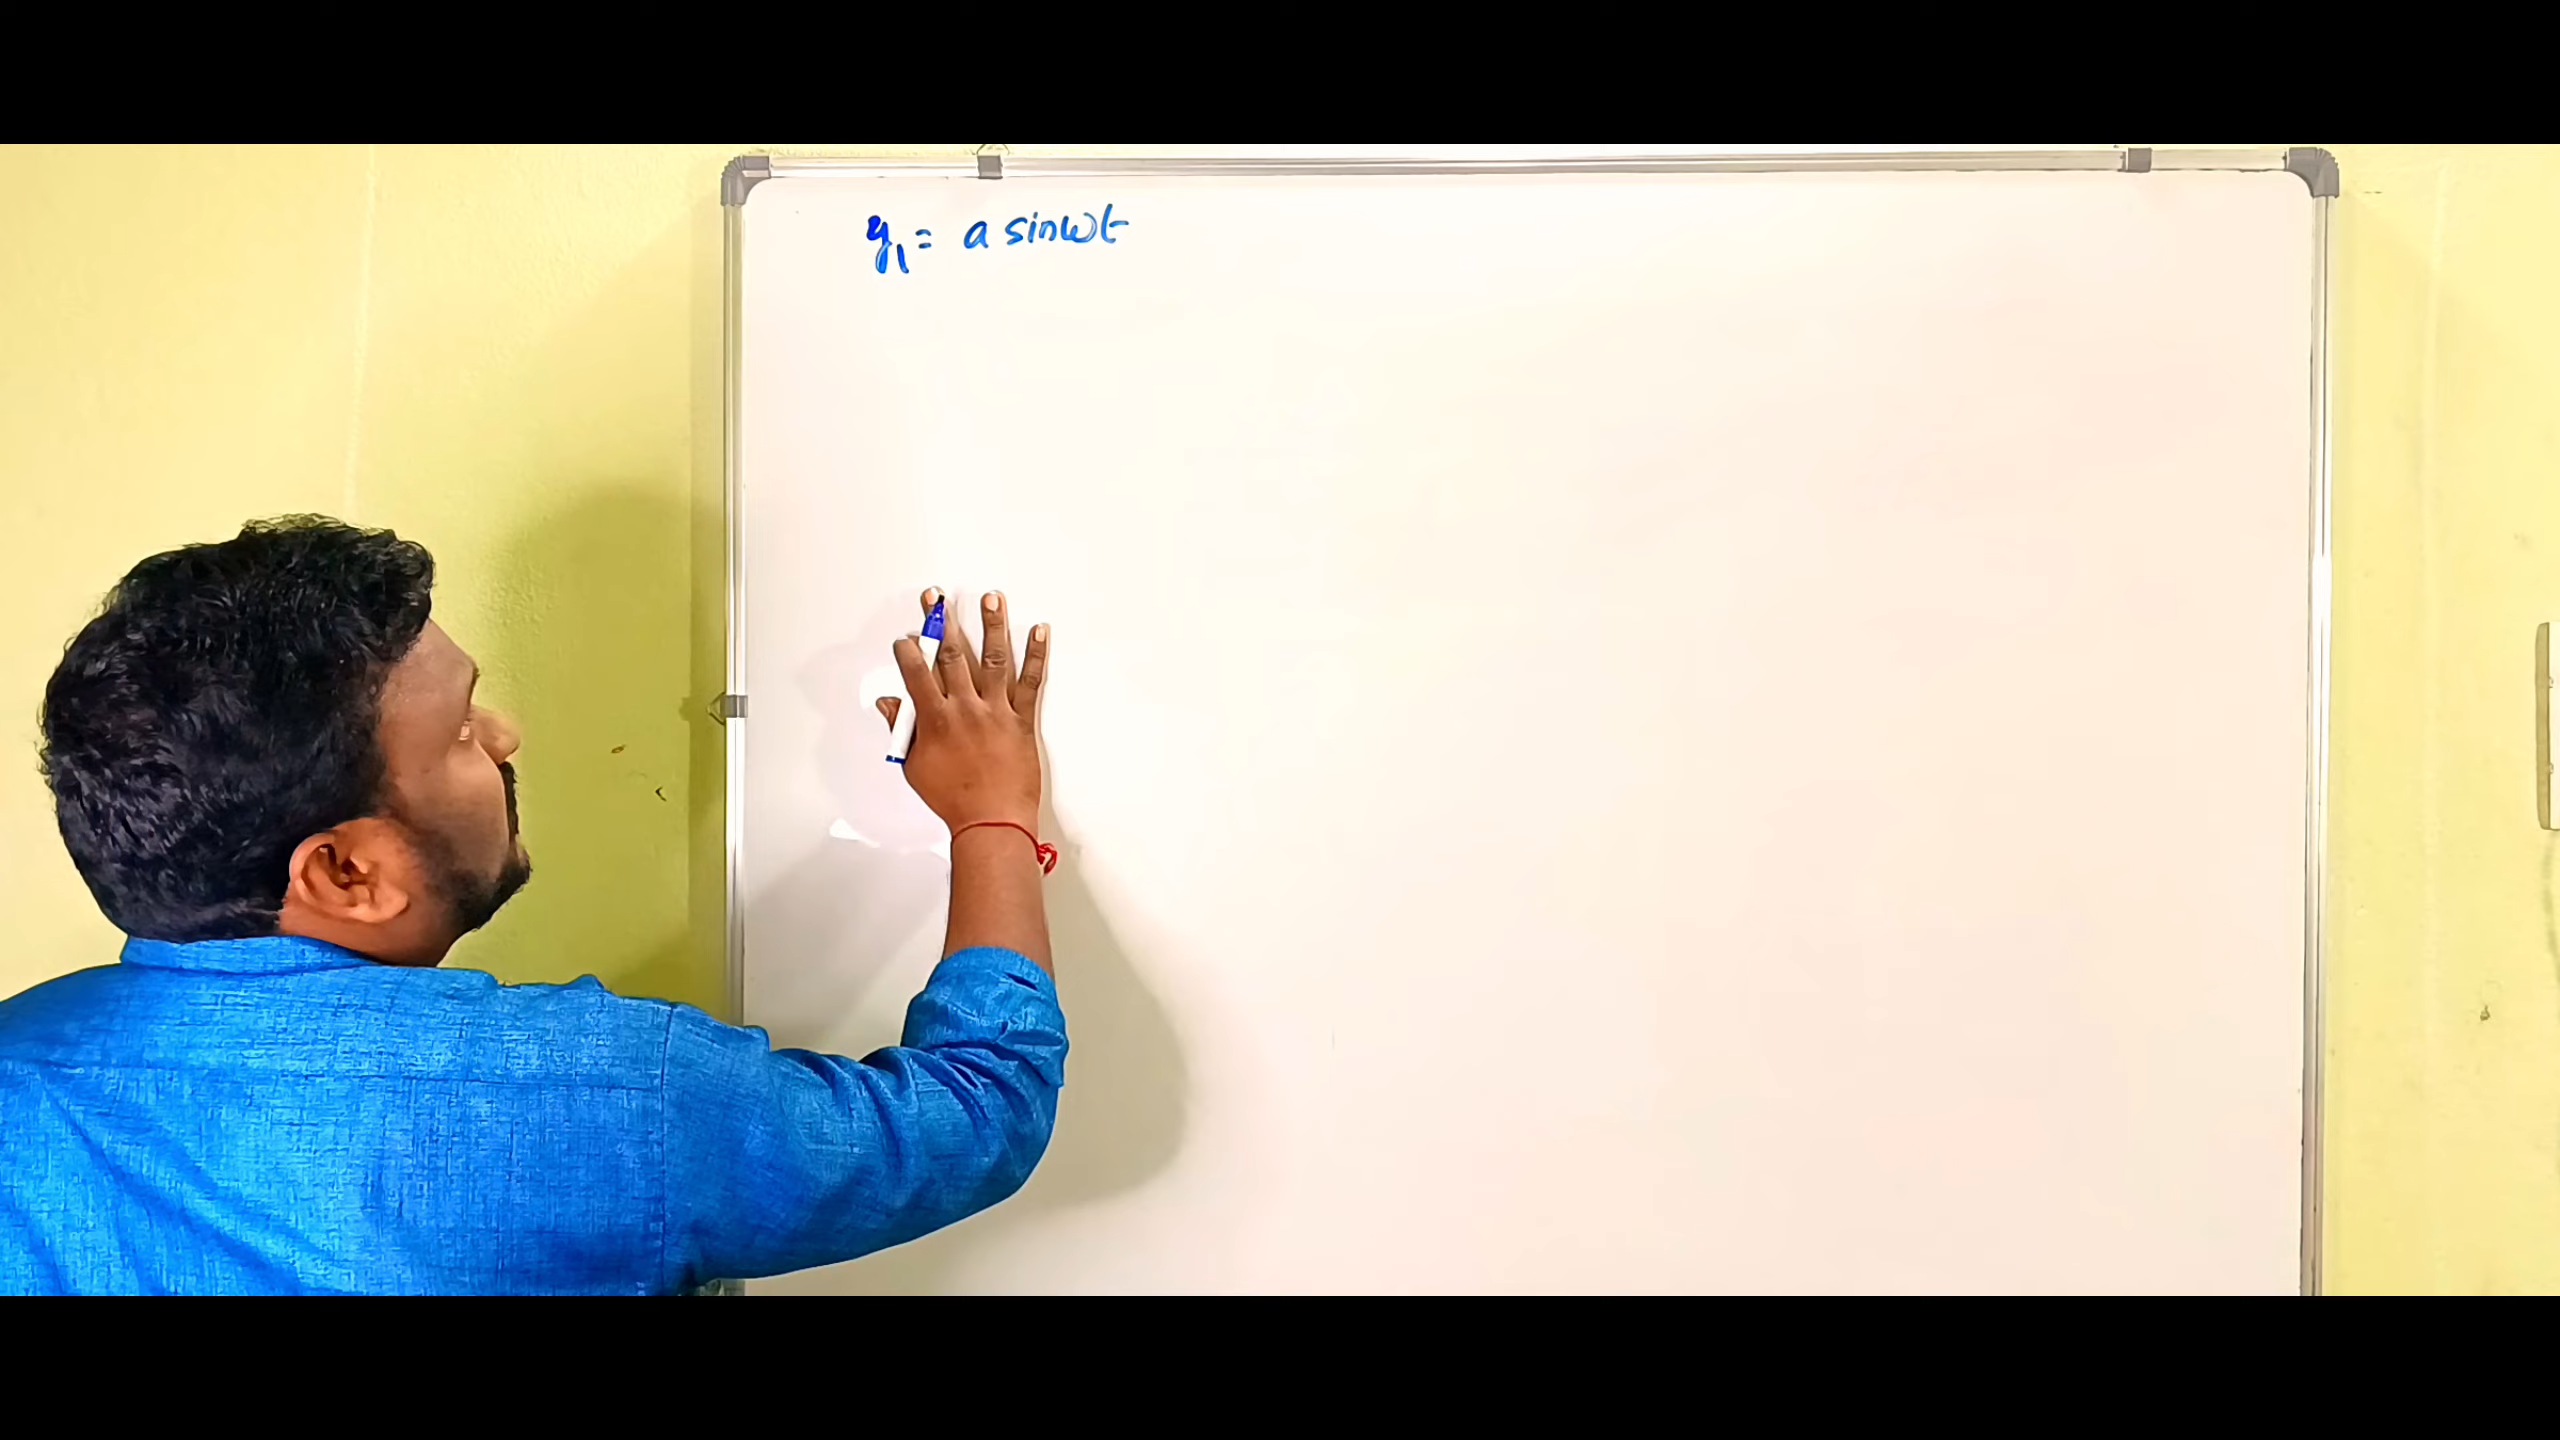 y₁ = a sinωt